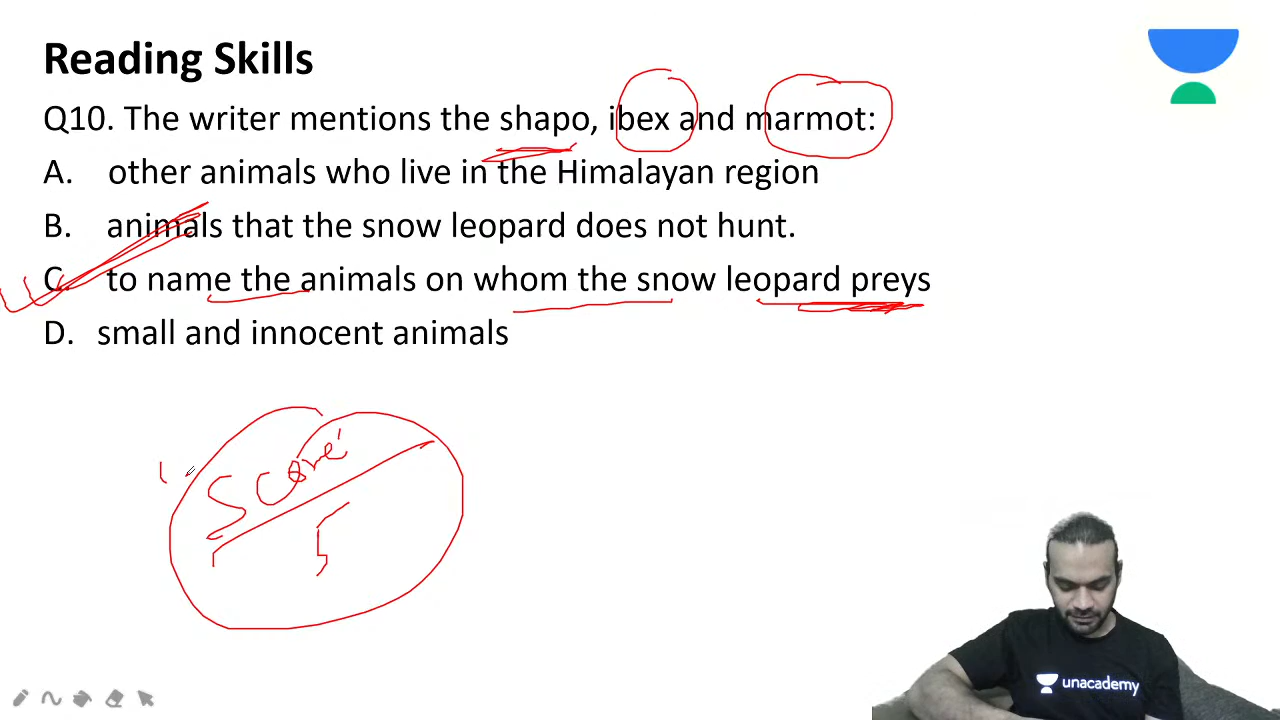 Reading Skills
Q10. The writer mentions the shapo, ibex and marmot:
A. other animals who live in the Himalayan region
B. animals that the snow leopard does not hunt.
C. to name the animals on whom the snow leopard preys
D. small and innocent animals
Score
5
unacademy